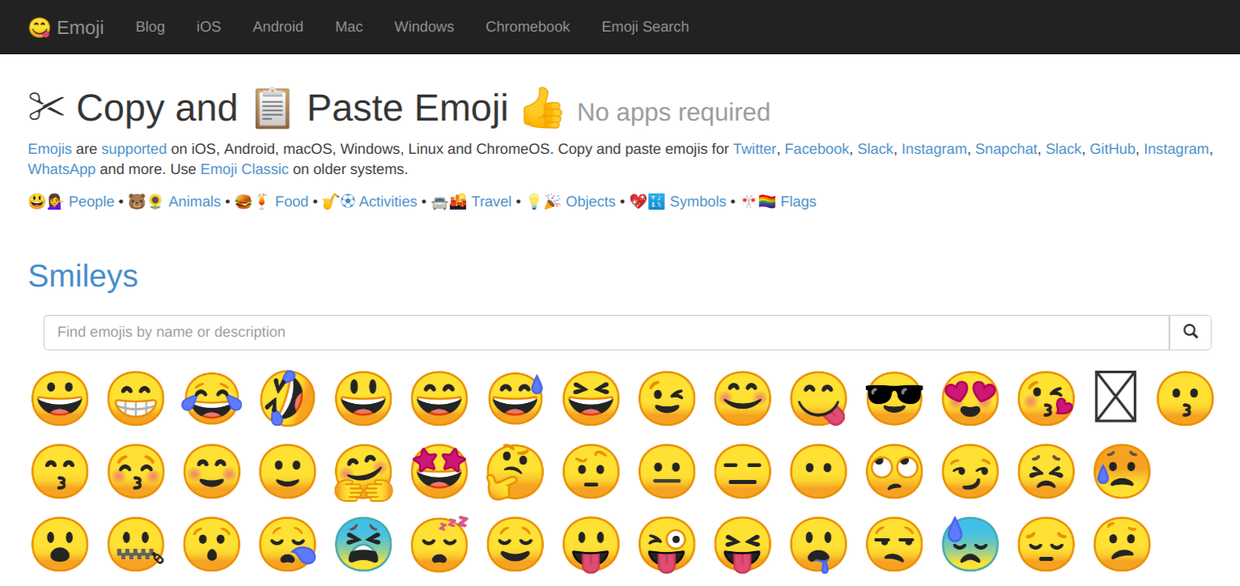 😋 Emoji Blog iOS Android Mac Windows Chromebook Emoji Search
✂ Copy and 📋 Paste Emoji 👍 No apps required
Emojis are supported on iOS, Android, macOS, Windows, Linux and ChromeOS. Copy and paste emojis for Twitter, Facebook, Slack, Instagram, Snapchat, Slack, GitHub, Instagram,
WhatsApp and more. Use Emoji Classic on older systems.
😃💁‍♀️ People • 🐻🌻 Animals • 🍔🍹 Food • 🎷⚽ Activities • 🚘🌇 Travel • 💡🎉 Objects • 💖🔣 Symbols • 🎌🏳️‍🌈 Flags
Smileys
Find emojis by name or description